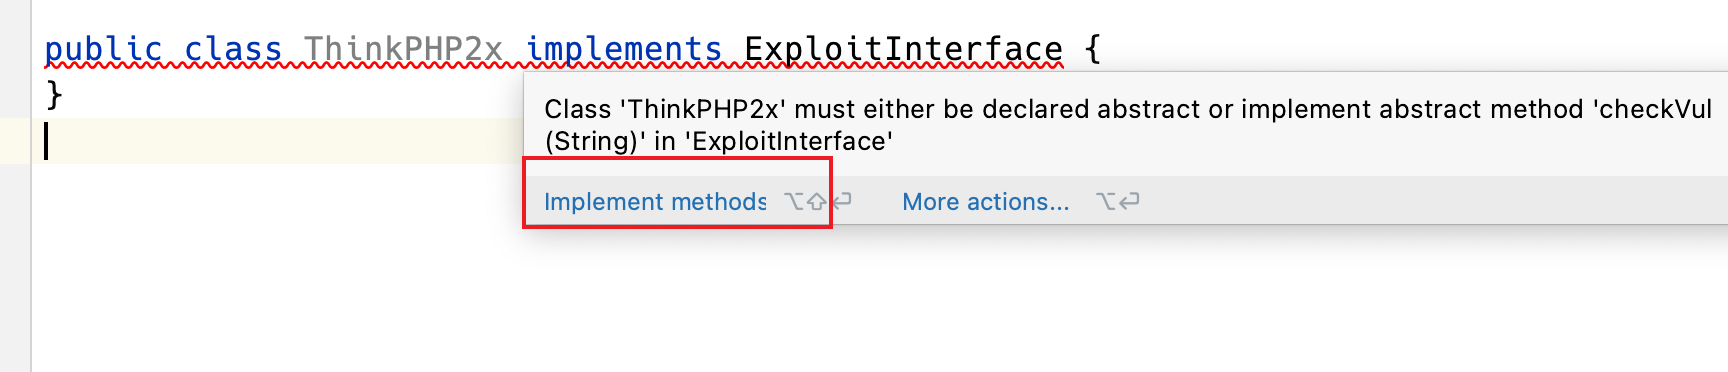 public class ThinkPHP2x implements ExploitInterface {
}
Class 'ThinkPHP2x' must either be declared abstract or implement abstract method 'checkVul
(String)' in 'ExploitInterface'
Implement methods ⌥⇧⏎ More actions... ⌥⏎